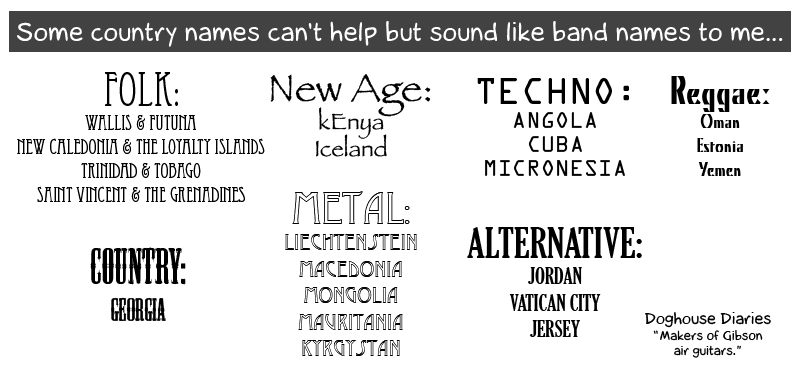 Some country names can't help but sound like band names to me...
FOLK:
WALLIS & FUTUNA
NEW CALEDONIA & THE LOYALTY ISLANDS
TRINIDAD & TOBAGO
SAINT VINCENT & THE GRENADINES
COUNTRY:
GEORGIA
New Age:
kEnya
Iceland
METAL:
LIECHTENSTEIN
MACEDONIA
MONGOLIA
MAURITANIA
KYRGYSTAN
TECHNO:
ANGOLA
CUBA
MICRONESIA
ALTERNATIVE:
JORDAN
VATICAN CITY
JERSEY
Reggae:
Oman
Estonia
Yemen
Doghouse Diaries
"Makers of Gibson
air guitars."